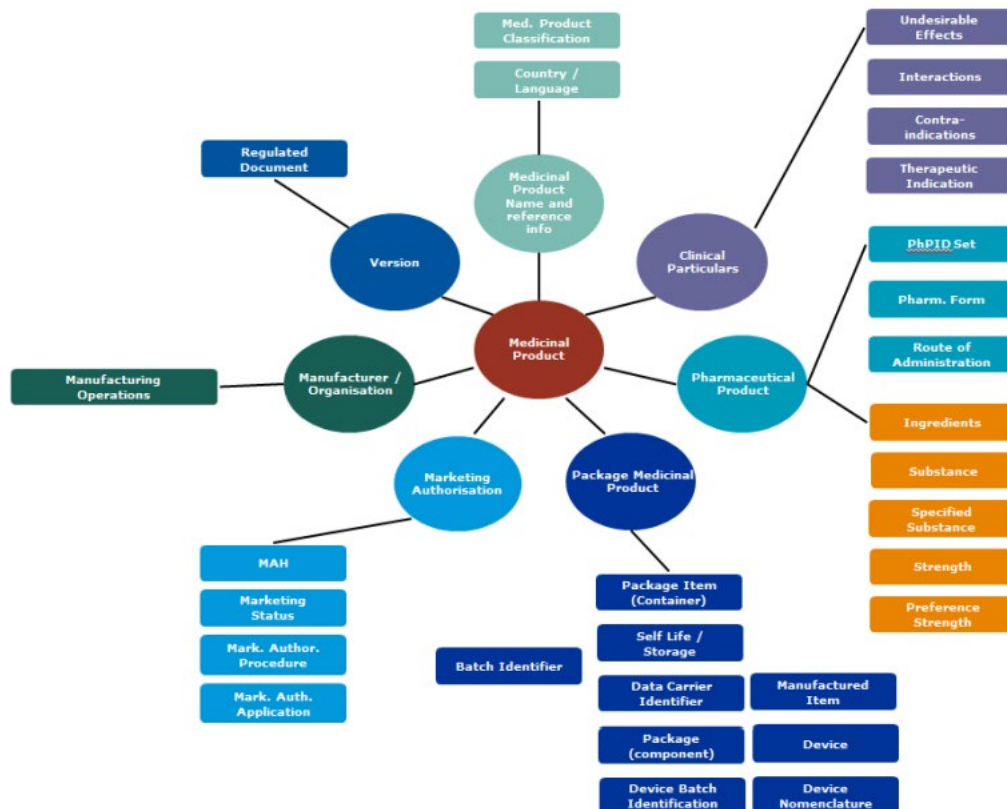 Med. Product
Classification
Country /
Language
Undesirable
Effects
Interactions
Contra-
indications
Therapeutic
Indication
Regulated
Document
Medicinal
Product
Name and
reference
info
Version
Clinical
Particulars
PhPID Set
Pharm. Form
Route of
Administration
Medicinal
Product
Manufacturing
Operations
Manufacturer /
Organisation
Pharmaceutical
Product
Ingredients
Substance
Specified
Substance
Strength
Preference
Strength
Marketing
Authorisation
Package Medicinal
Product
MAH
Marketing
Status
Mark. Author.
Procedure
Mark. Auth.
Application
Package Item
(Container)
Self Life /
Storage
Batch Identifier
Data Carrier
Identifier
Manufactured
Item
Package
(component)
Device
Device Batch
Identification
Device
Nomenclature